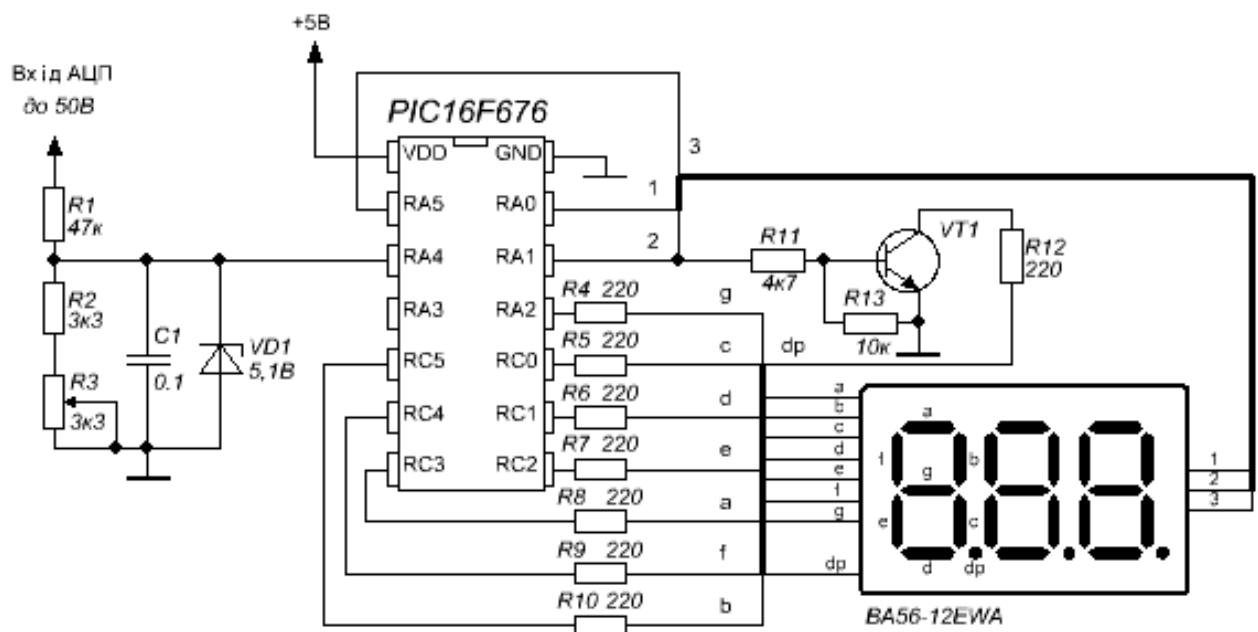 +5В
Вхід АЦП
до 50В
PIC16F676
VDD GND
RA5 RA0
RA4 RA1
RA3 RA2
RC5 RC0
RC4 RC1
RC3 RC2
3
1
2
R1
47к
R2
3к3
R3
3к3
C1
0.1
VD1
5,1В
R11
4к7
VT1
R12
220
R13
10к
R4 220
g
R5 220
c
dp
R6 220
d
R7 220
e
R8 220
a
R9 220
f
R10 220
b
a
b
c
d
e
f
g
dp
a
f
b
g
e
c
d
dp
1
2
3
BA56-12EWA